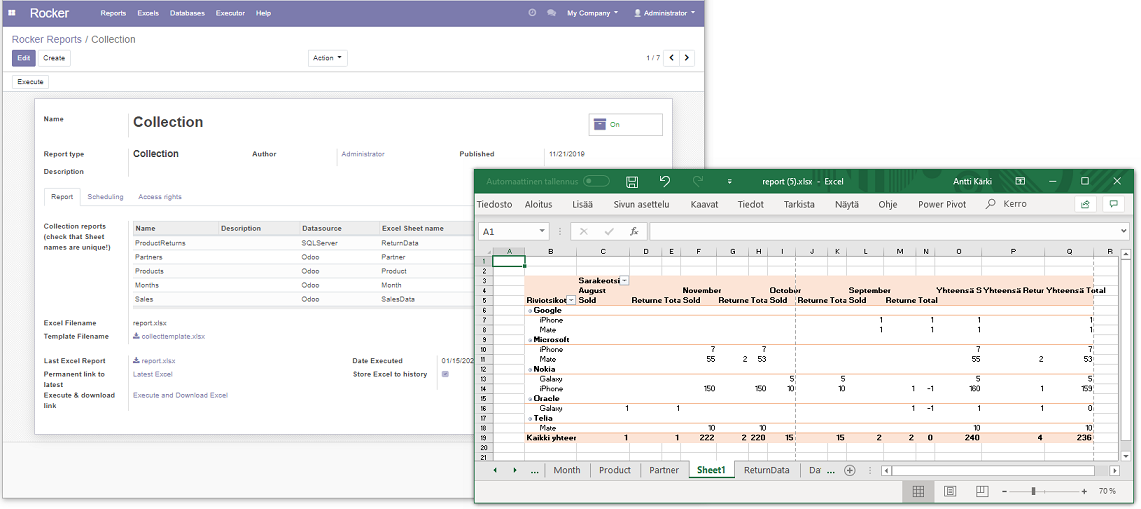 Rocker Reports Excels Databases Executor Help My Company Administrator
Rocker Reports / Collection
Edit Create Action 1 / 7
Execute
Name Collection On
Report type Collection Author Administrator Published 11/21/2019
Description
Report Scheduling Access rights
Collection reports
(check that Sheet
names are unique!)
Name Description Datasource Excel Sheet name
ProductReturns SQLServer ReturnData
Partners Odoo Partner
Products Odoo Product
Months Odoo Month
Sales Odoo SalesData
Excel Filename report.xlsx
Template Filename collecttemplate.xlsx
Last Excel Report report.xlsx Date Executed 01/15/202
Permanent link to
latest
Latest Excel Store Excel to history
Execute & download
link
Execute and Download Excel
Automaattinen tallennus report (5).xlsx - Excel Antti Kärki
Tiedosto Aloitus Lisää Sivun asettelu Kaavat Tiedot Tarkista Näytä Ohje Power Pivot Kerro
A1 fx
A B C D E F G H I J K L M N O P Q R
1
2
3 Sarakeotsi
4 August November October September Yhteensä S Yhteensä Retur Yhteensä Total
5 Riviotsikot Sold Returne Tota Sold Returne Tota Sold Returne Tota Sold Returne Total
6 Google
7 iPhone 1 1 1 1
8 Mate 1 1 1 1
9 Microsoft
10 iPhone 7 7 7 7
11 Mate 55 2 53 55 2 53
12 Nokia
13 Galaxy 5 5 5 5
14 iPhone 150 150 10 10 1 -1 160 1 159
15 Oracle
16 Galaxy 1 1 1 -1 1 1 0
17 Telia
18 Mate 10 10 10 10
19 Kaikki yhteer 1 1 222 2 220 15 15 2 2 0 240 4 236
20
21
... Month Product Partner Sheet1 ReturnData Da ...
70 %